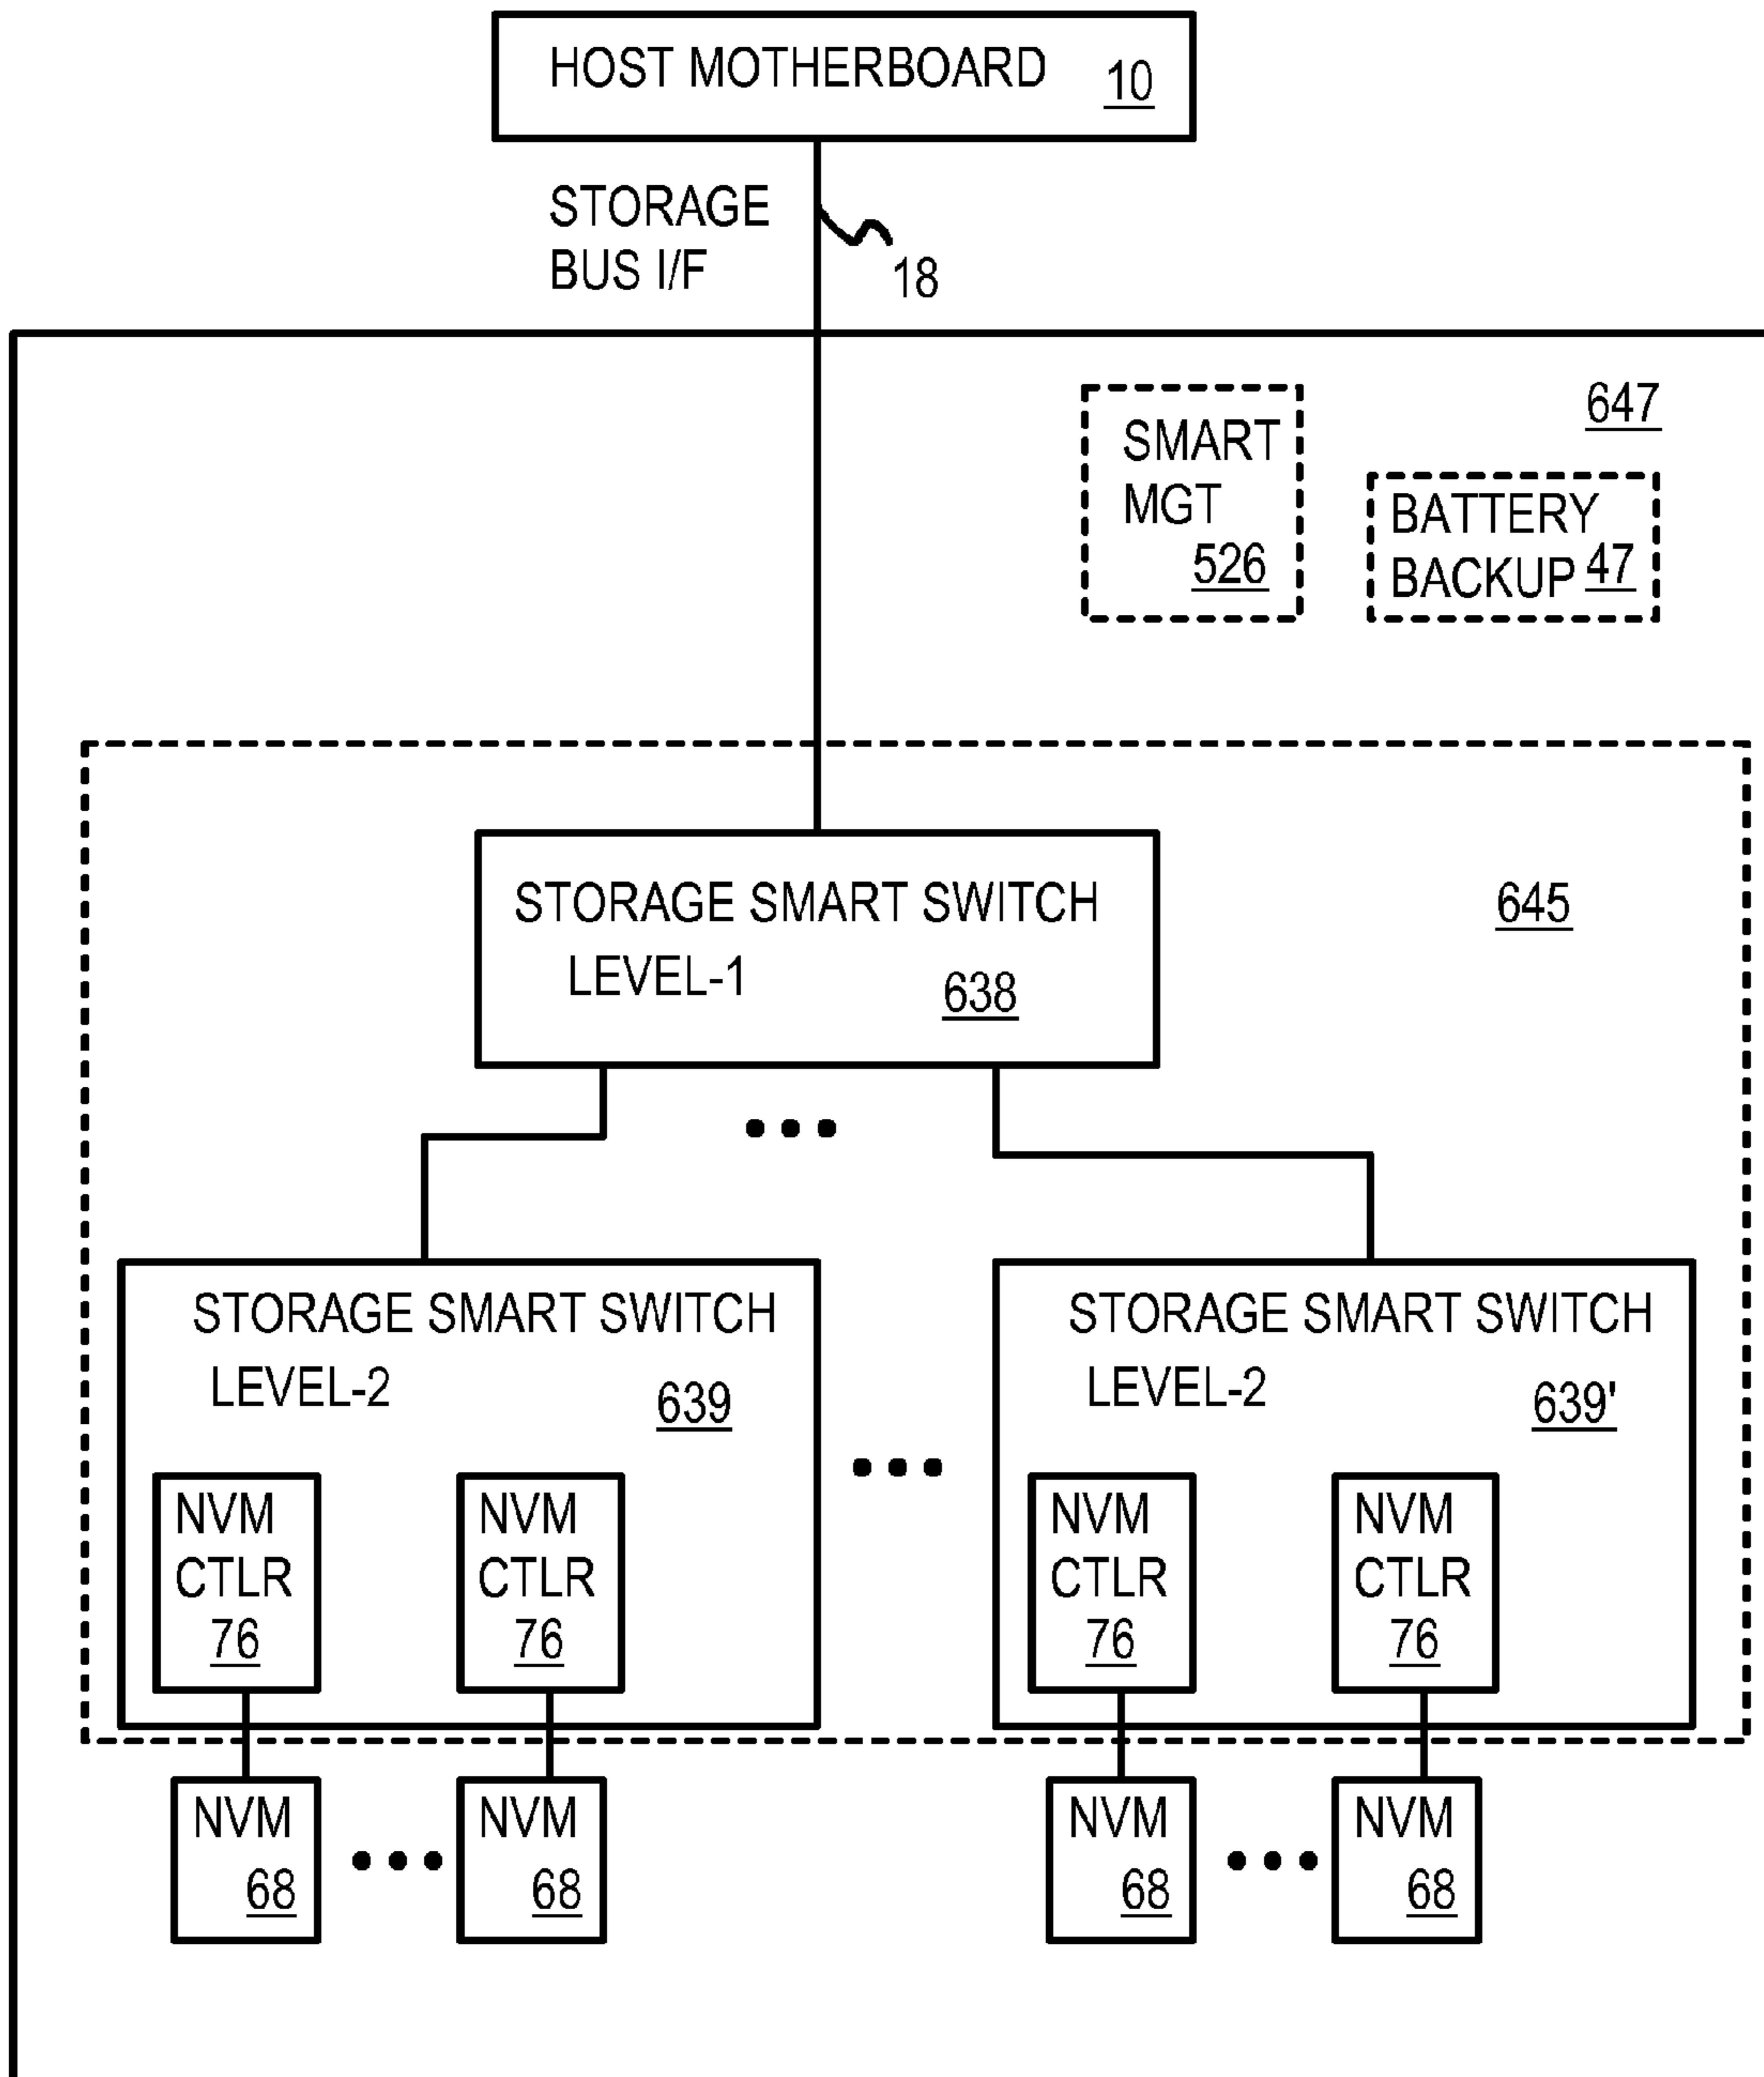 HOST MOTHERBOARD 10
STORAGE
BUS I/F
18
647
SMART
MGT
526
BATTERY
BACKUP 47
STORAGE SMART SWITCH
LEVEL-1
638
645
STORAGE SMART SWITCH
LEVEL-2
639
NVM
CTLR
76
NVM
CTLR
76
STORAGE SMART SWITCH
LEVEL-2
639'
NVM
CTLR
76
NVM
CTLR
76
NVM
68
NVM
68
NVM
68
NVM
68